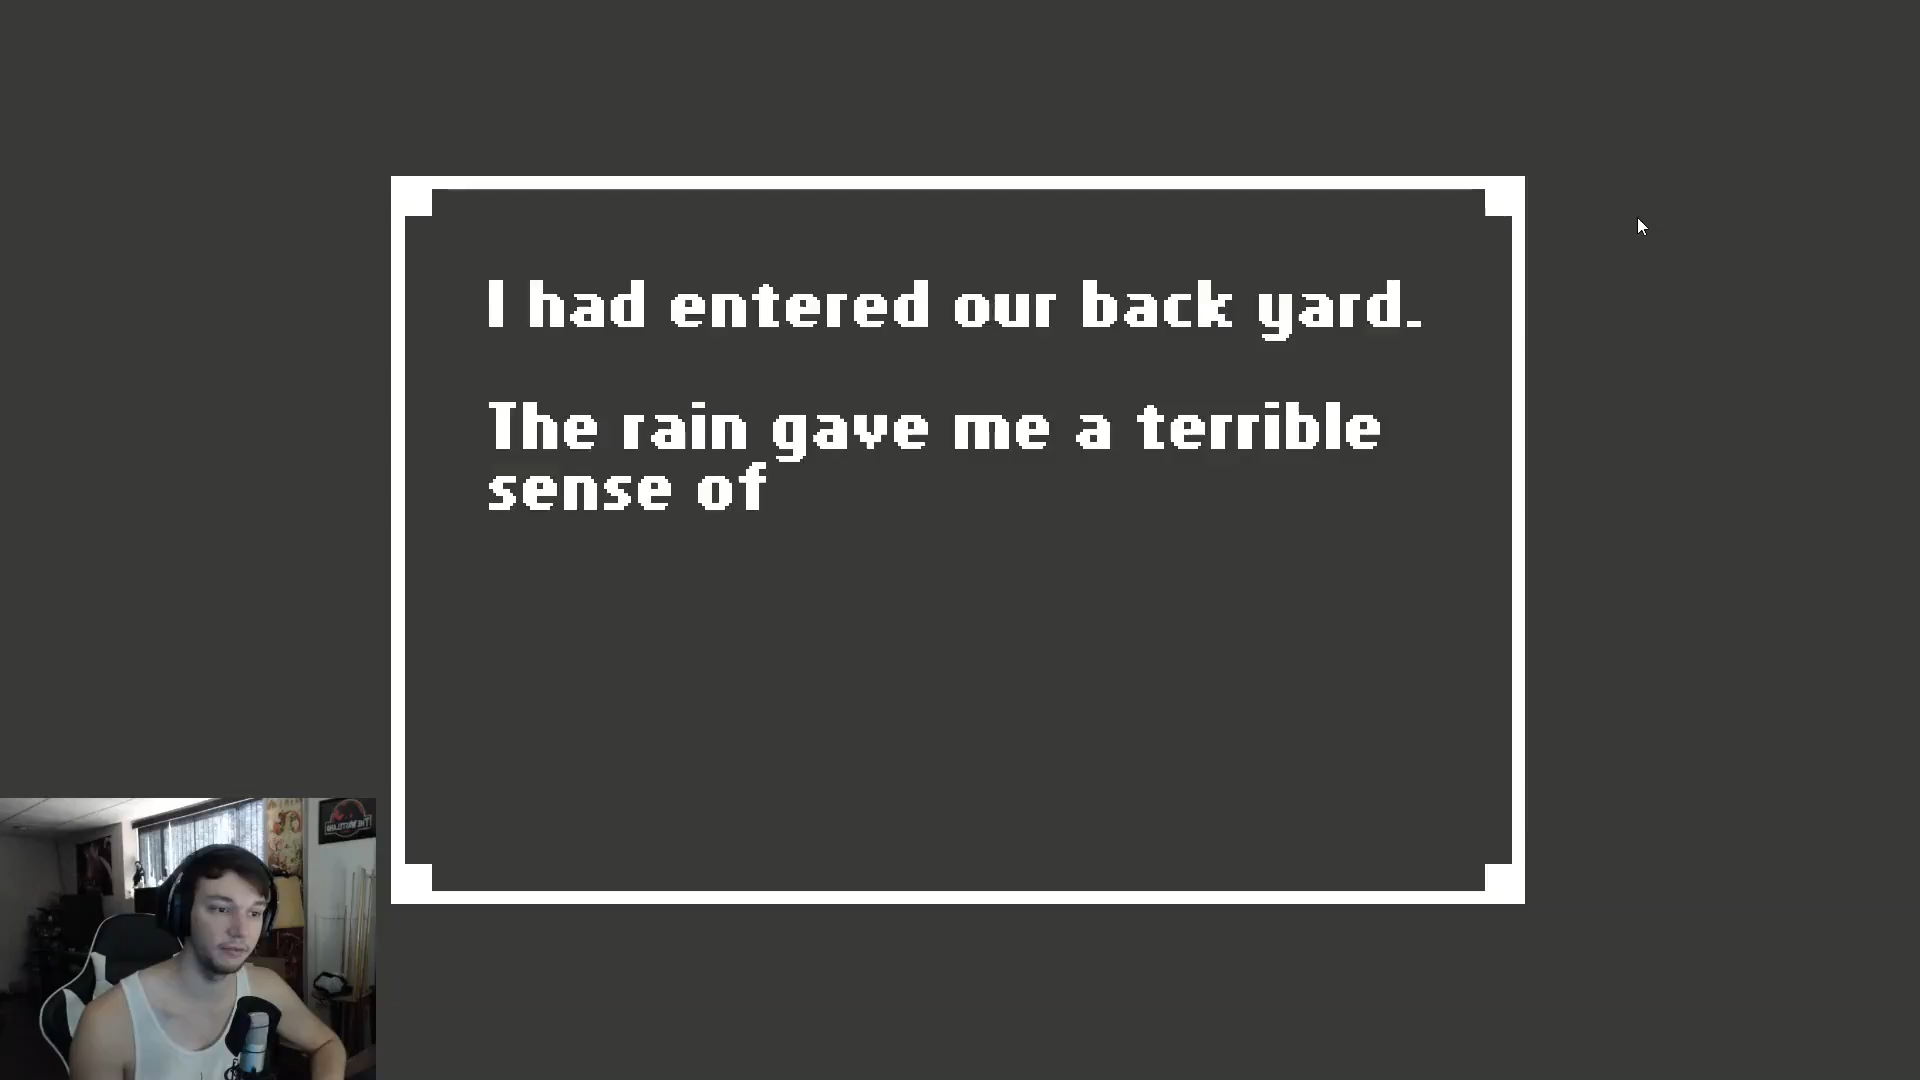 I had entered our back yard.
The rain gave me a terrible
sense of